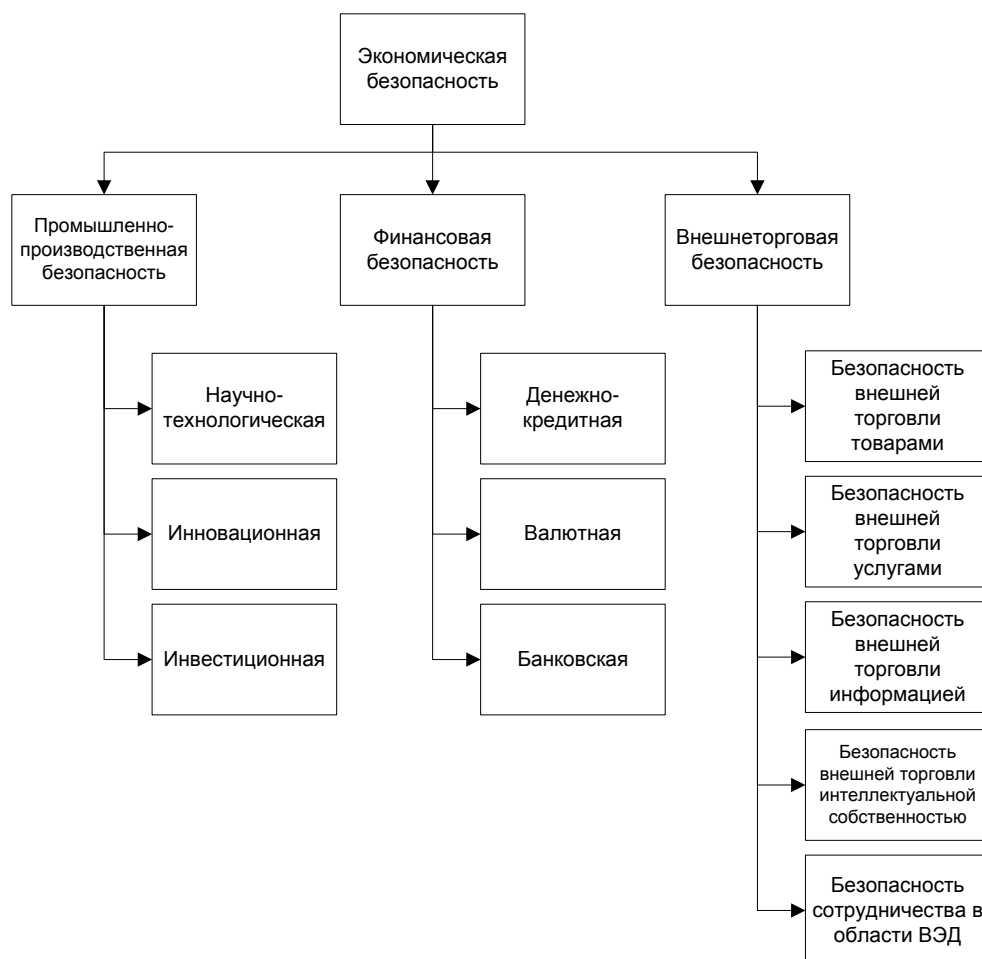 Экономическая
безопасность
Промышленно-
производственная
безопасность
Финансовая
безопасность
Внешнеторговая
безопасность
Научно-
технологическая
Инновационная
Инвестиционная
Денежно-
кредитная
Валютная
Банковская
Безопасность
внешней
торговли
товарами
Безопасность
внешней
торговли
услугами
Безопасность
внешней
торговли
информацией
Безопасность
внешней торговли
интеллектуальной
собственностью
Безопасность
сотрудничества в
области ВЭД